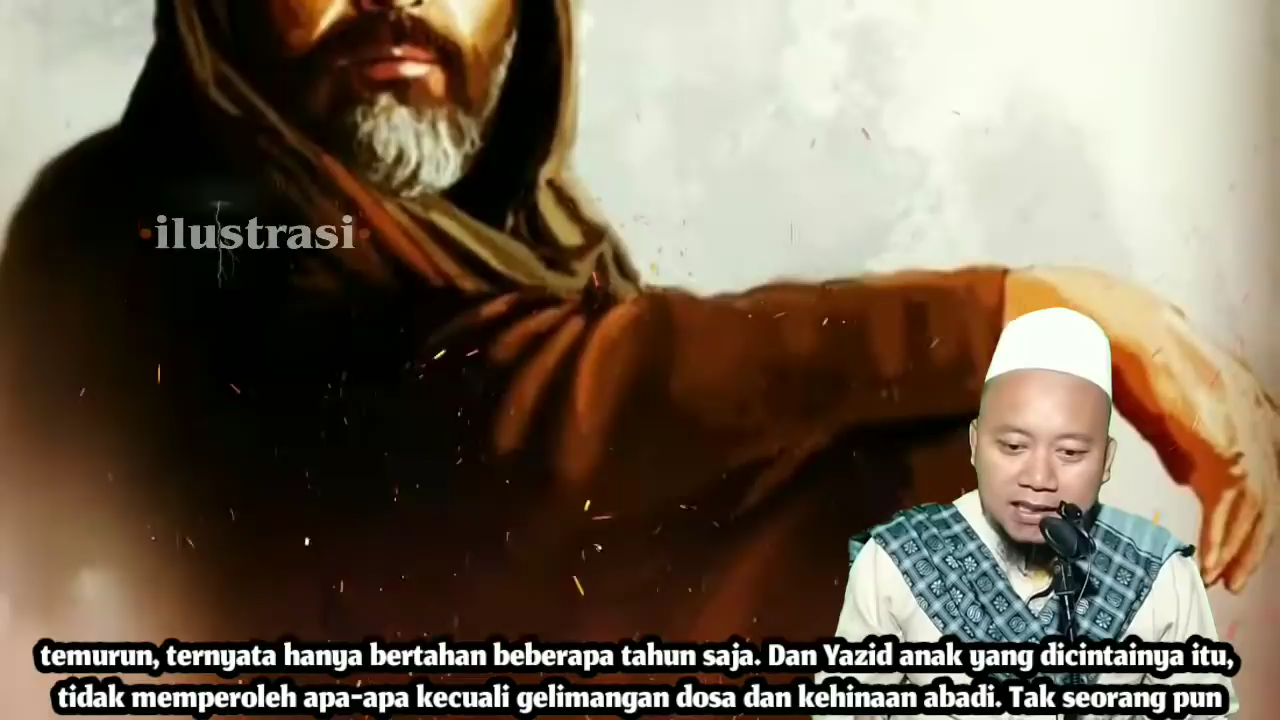 •ilustrasi•
temurun, ternyata hanya bertahan beberapa tahun saja. Dan Yazid anak yang dicintainya itu,
tidak memperoleh apa-apa kecuali gelimangan dosa dan kehinaan abadi. Tak seorang pun